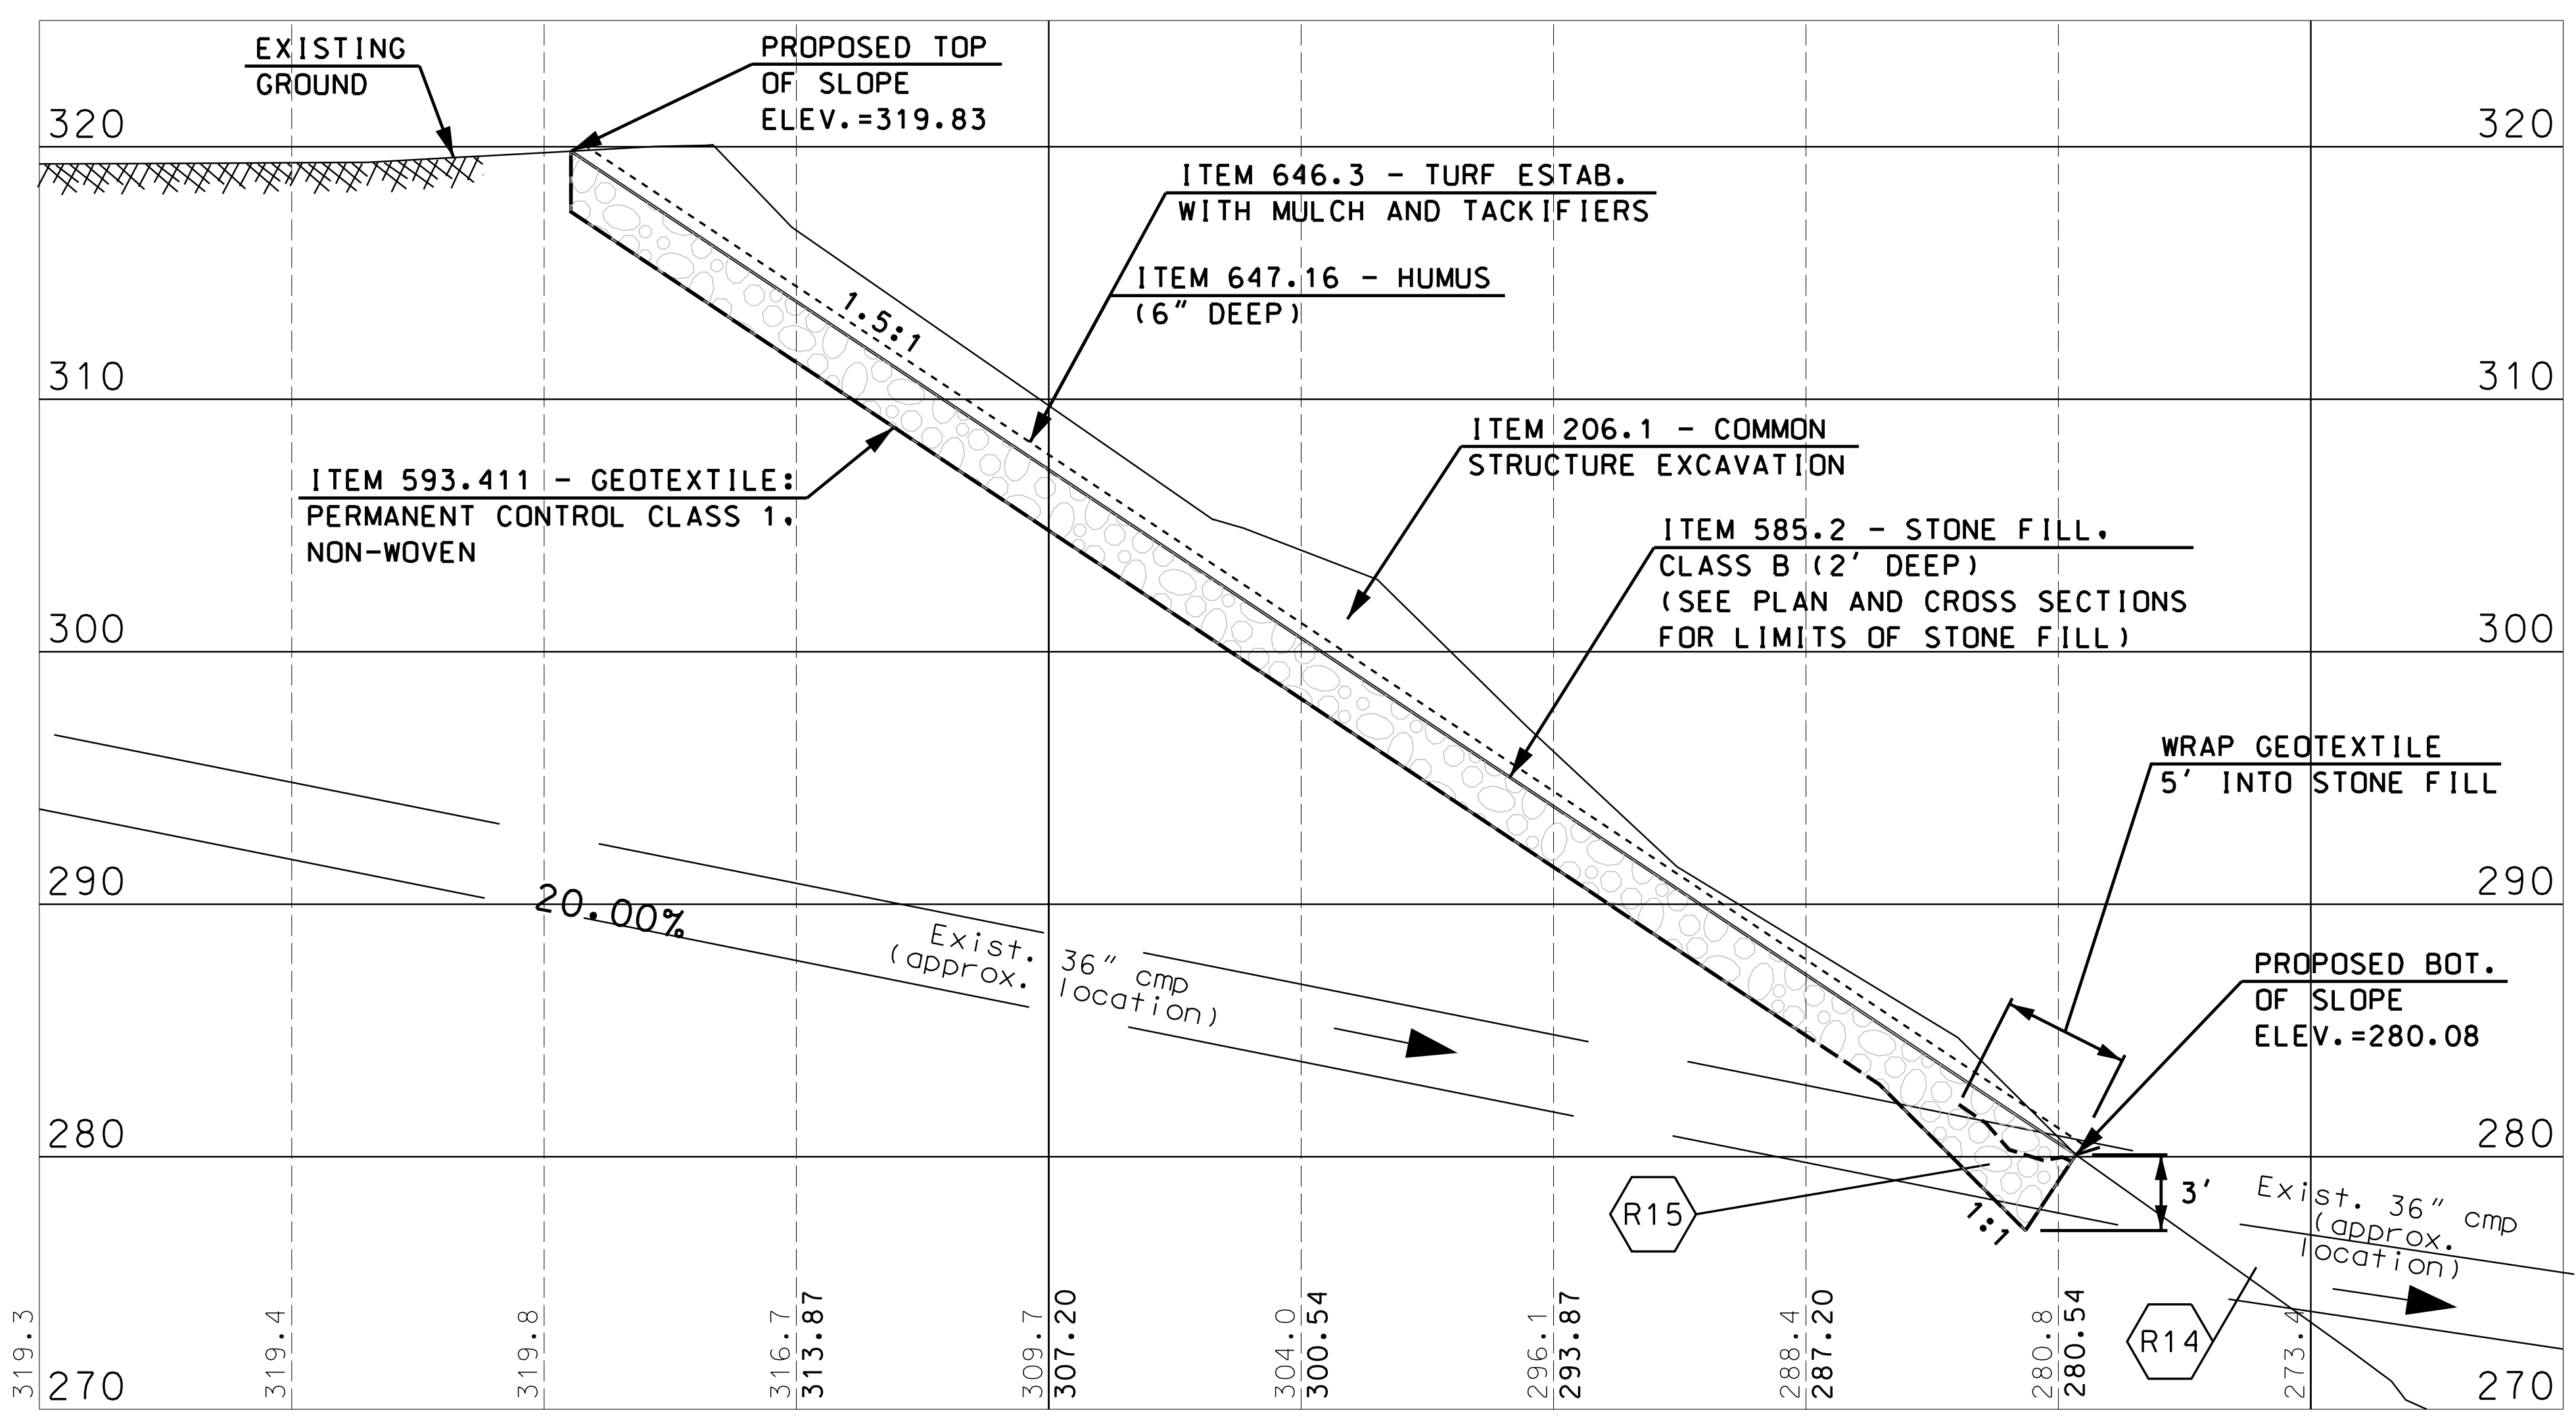 EXISTING
GROUND
PROPOSED TOP
OF SLOPE
ELEV.=319.83
320
320
ITEM 646.3 - TURF ESTAB.
WITH MULCH AND TACKIFIERS
ITEM 647.16 - HUMUS
(6" DEEP)
1.5:1
310
310
ITEM 206.1 - COMMON
STRUCTURE EXCAVATION
ITEM 593.411 - GEOTEXTILE:
PERMANENT CONTROL CLASS 1.
NON-WOVEN
ITEM 585.2 - STONE FILL.
CLASS B (2' DEEP)
(SEE PLAN AND CROSS SECTIONS
FOR LIMITS OF STONE FILL)
300
300
WRAP GEOTEXTILE
5' INTO STONE FILL
290
290
20.00%
Exist. 36" cmp
(approx. location)
PROPOSED BOT.
OF SLOPE
ELEV.=280.08
280
280
3'
R15
1:1
Exist. 36" cmp
(approx.
location)
R14
270
270
319.3
319.4
319.8
316.7
313.87
309.7
307.20
304.0
300.54
296.1
293.87
288.4
287.20
280.8
280.54
273.4